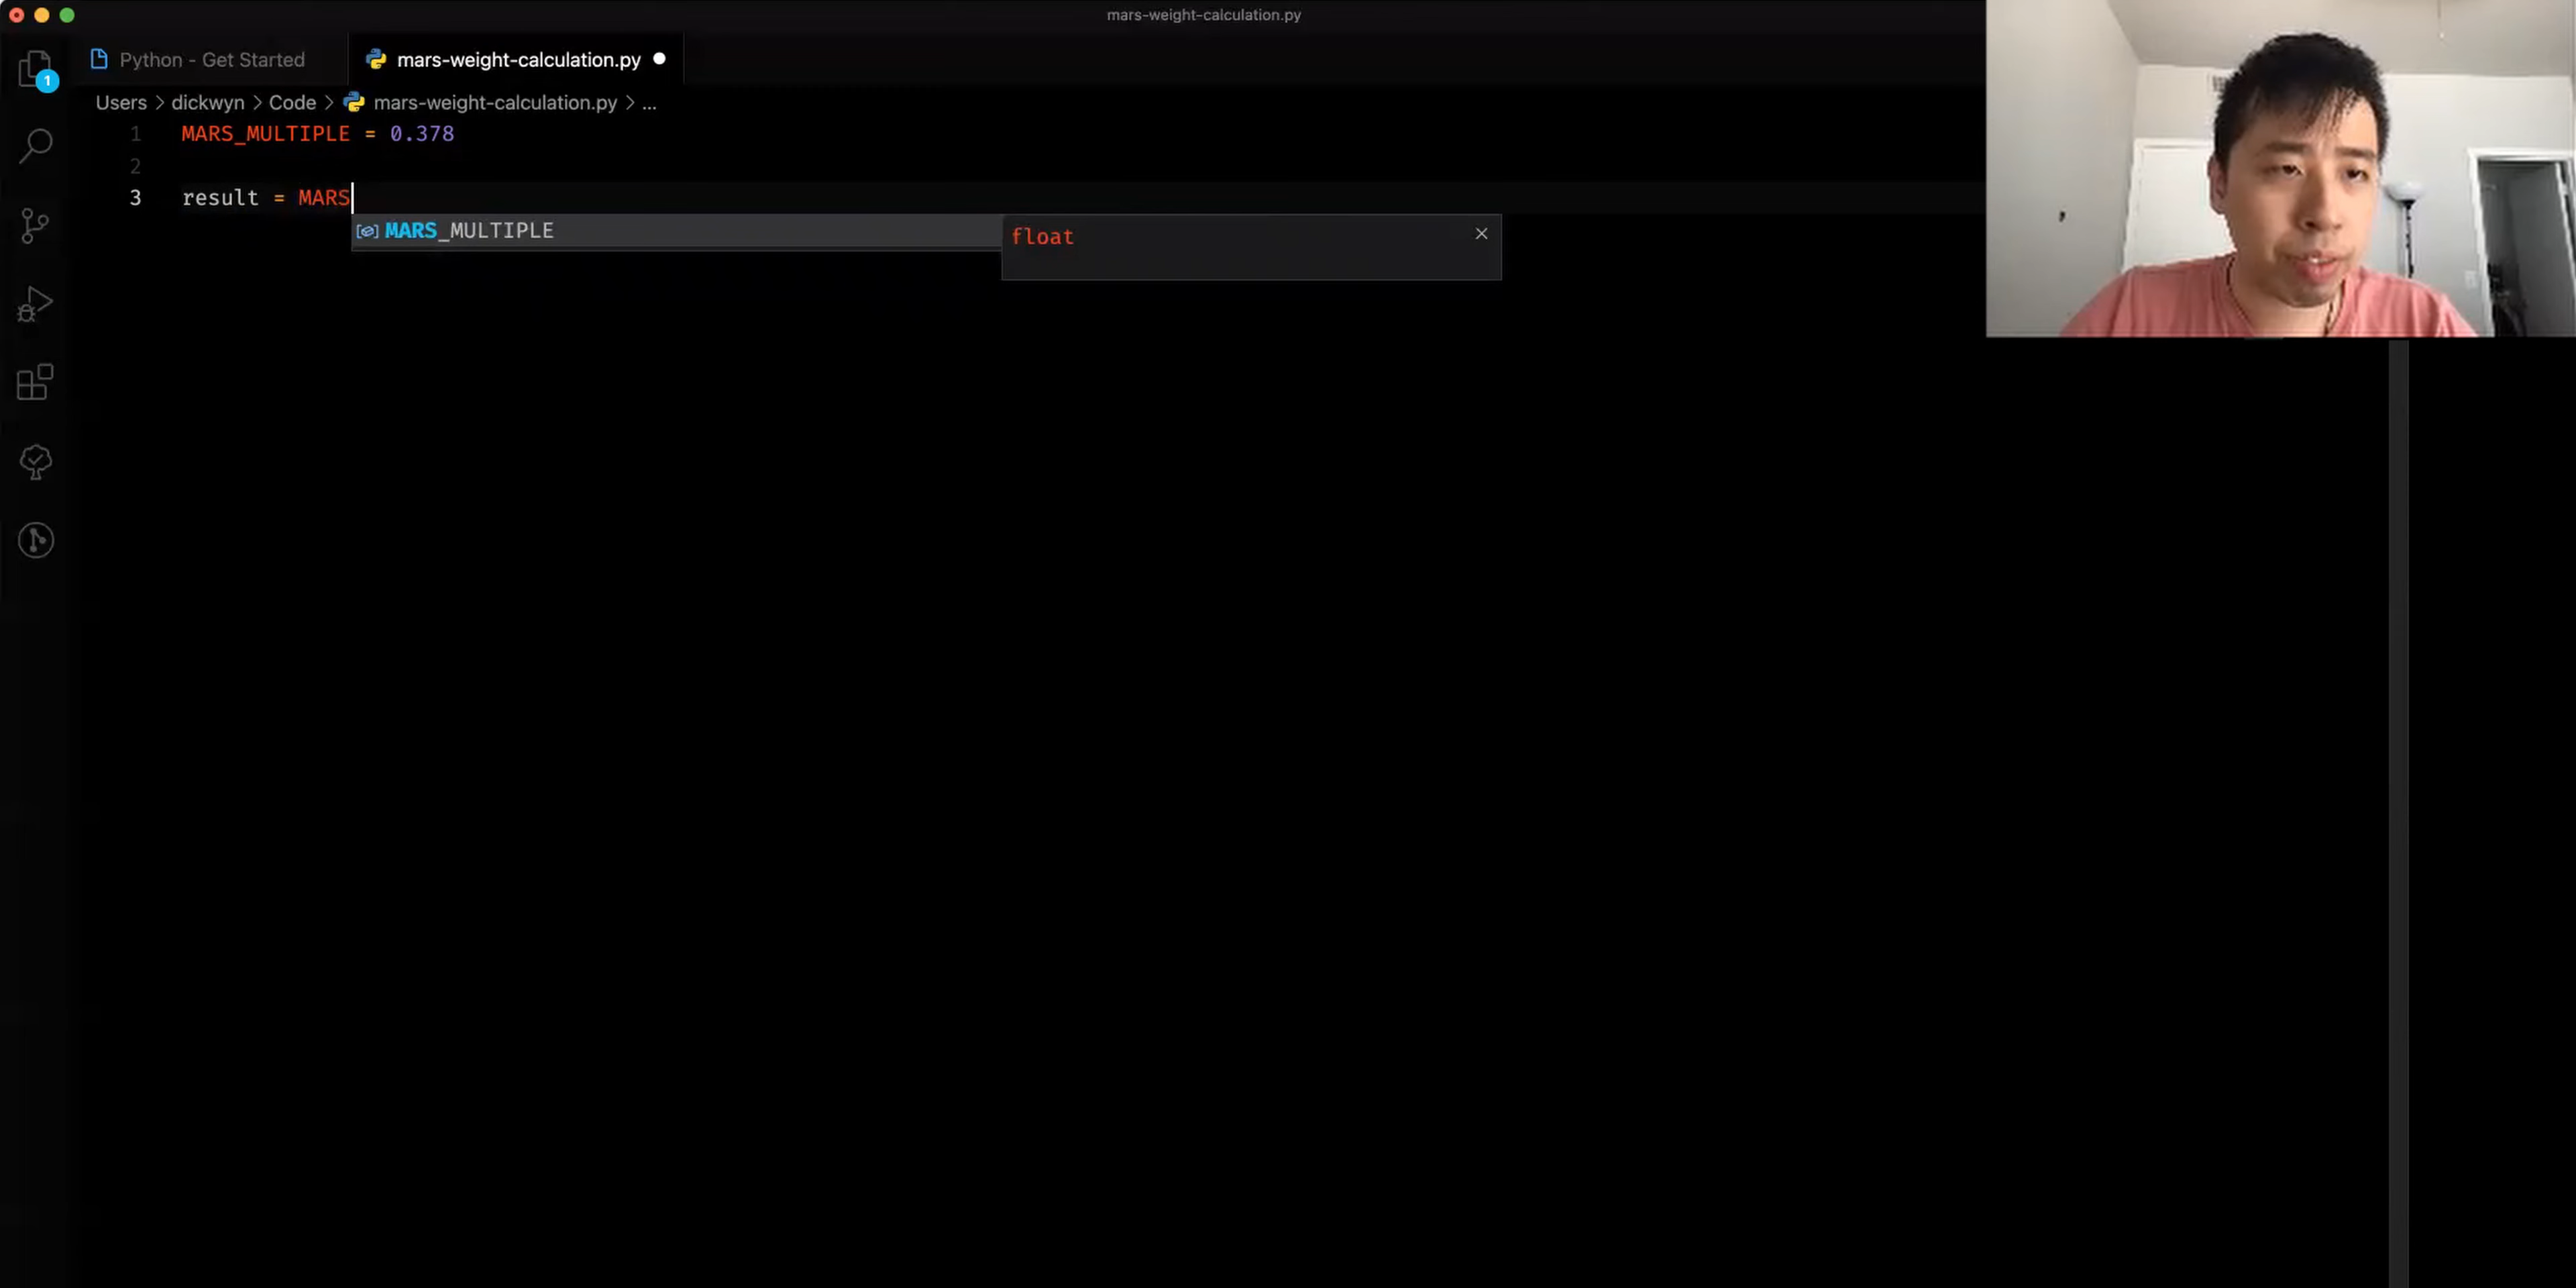 mars-weight-calculation.py
Python - Get Started
mars-weight-calculation.py
1
Users > dickwyn > Code > mars-weight-calculation.py > ...
1 MARS_MULTIPLE = 0.378
2
3 result = MARS
MARS_MULTIPLE
float